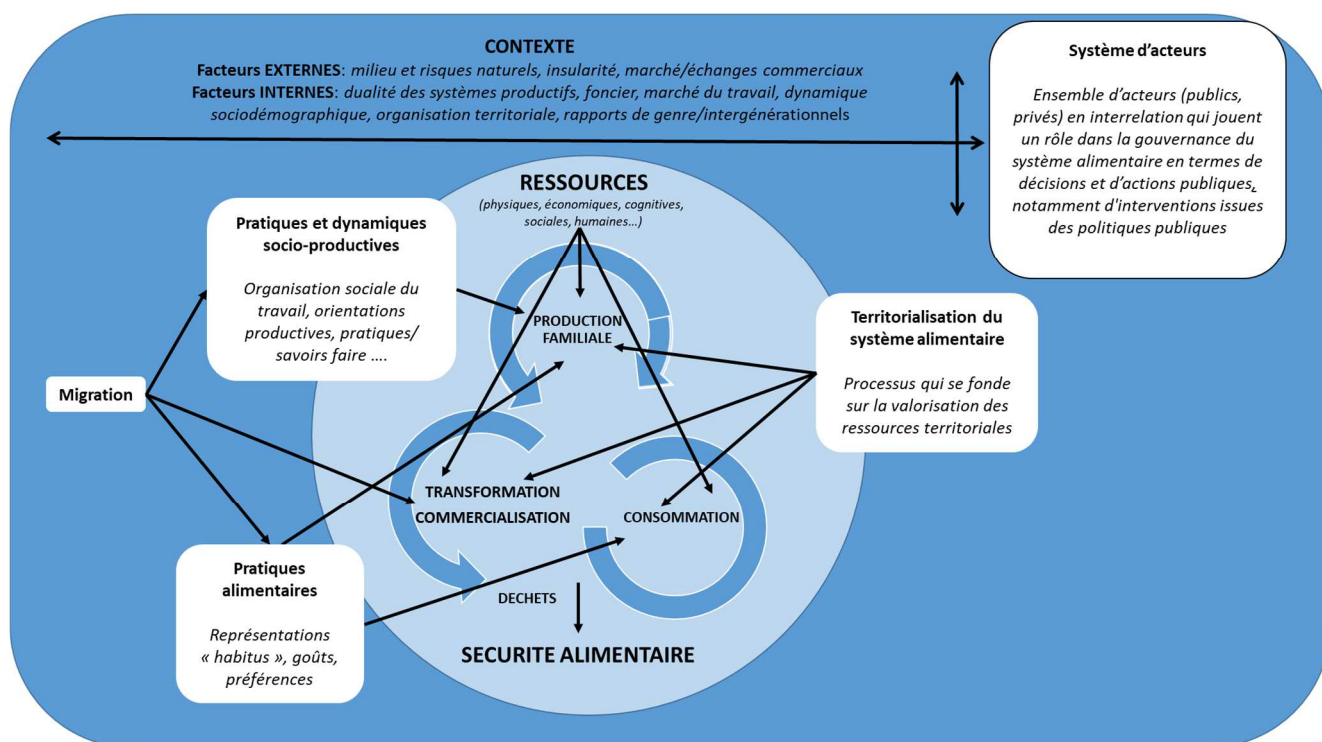 CONTEXTE
Facteurs EXTERNES: milieu et risques naturels, insularité, marché/échanges commerciaux
Facteurs INTERNES: dualité des systèmes productifs, foncier, marché du travail, dynamique
sociodémographique, organisation territoriale, rapports de genre/intergénérationnels
Système d'acteurs
Ensemble d'acteurs (publics,
privés) en interrelation qui jouent
un rôle dans la gouvernance du
système alimentaire en termes de
décisions et d'actions publiques,
notamment d'interventions issues
des politiques publiques
RESSOURCES
(physiques, économiques, cognitives,
sociales, humaines...)
Pratiques et dynamiques
socio-productives
Organisation sociale du
travail, orientations
productives, pratiques/
savoirs faire ....
PRODUCTION
FAMILIALE
Territorialisation du
système alimentaire
Processus qui se fonde
sur la valorisation des
ressources territoriales
Migration
TRANSFORMATION
COMMERCIALISATION
CONSOMMATION
Pratiques
alimentaires
Représentations
« habitus », goûts,
préférences
DECHETS
SECURITE ALIMENTAIRE